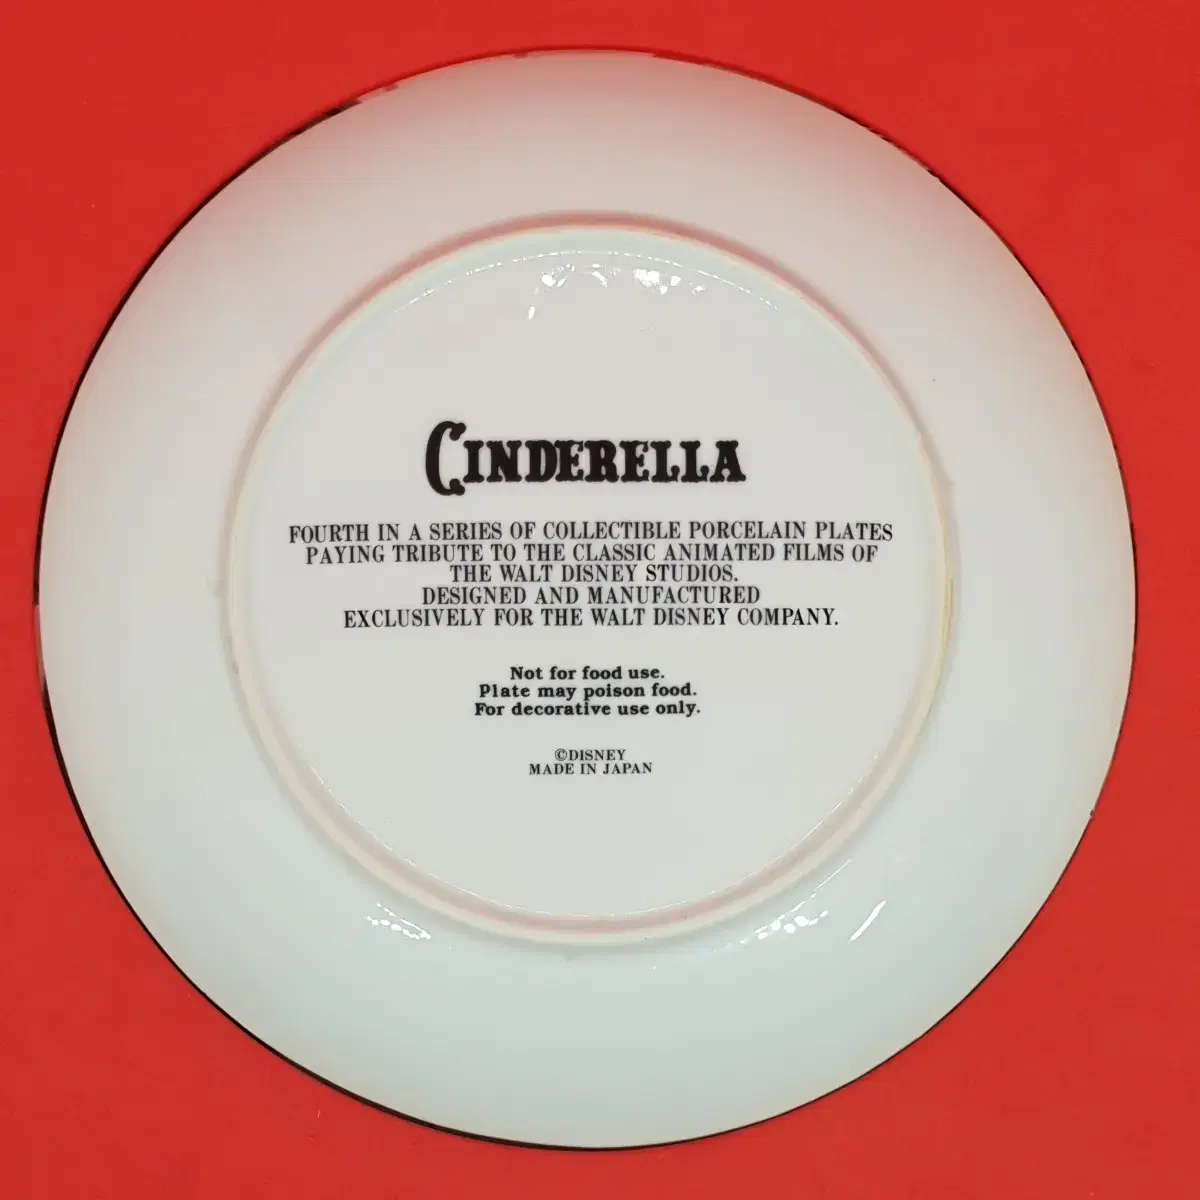 CINDERELLA
FOURTH IN A SERIES OF COLLECTIBLE PORCELAIN PLATES
PAYING TRIBUTE TO THE CLASSIC ANIMATED FILMS OF
THE WALT DISNEY STUDIOS.
DESIGNED AND MANUFACTURED
EXCLUSIVELY FOR THE WALT DISNEY COMPANY.
Not for food use.
Plate may poison food.
For decorative use only.
©DISNEY
MADE IN JAPAN